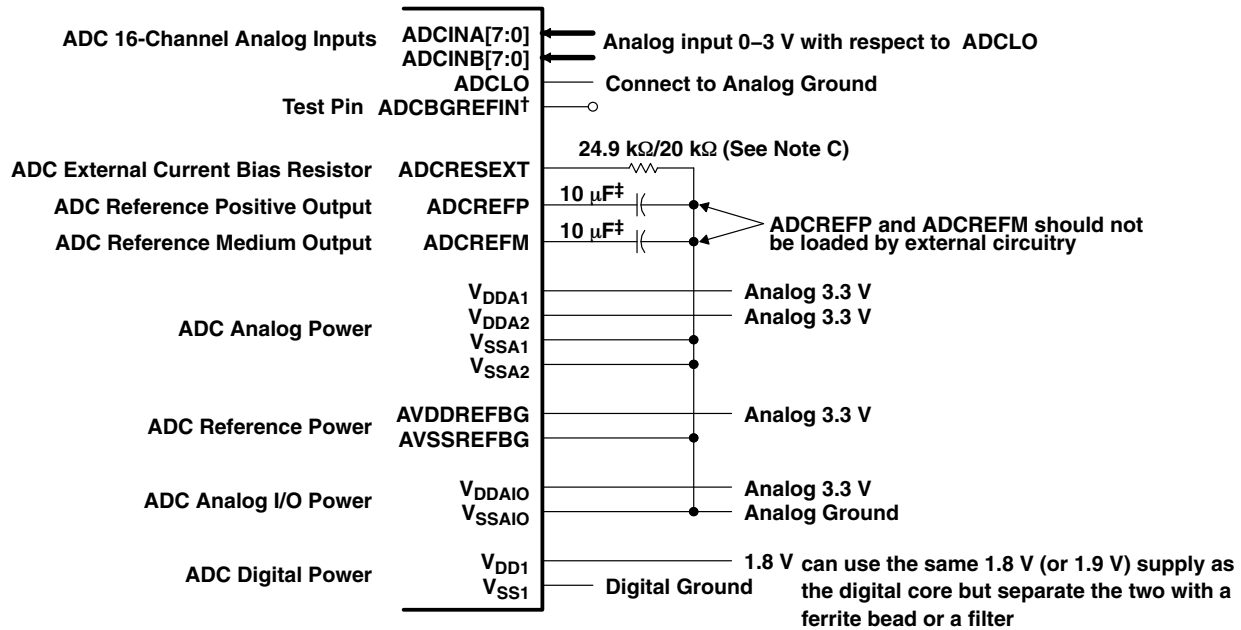 ADC 16-Channel Analog Inputs ADCINA[7:0] Analog input 0–3 V with respect to ADCLO
ADCINB[7:0]
ADCLO Connect to Analog Ground
Test Pin ADCBGREFIN†
24.9 kΩ/20 kΩ (See Note C)
ADC External Current Bias Resistor ADCRESEXT
ADC Reference Positive Output ADCREFP 10 μF‡
ADC Reference Medium Output ADCREFM 10 μF‡
ADCREFP and ADCREFM should not
be loaded by external circuitry
VDDA1 Analog 3.3 V
VDDA2 Analog 3.3 V
ADC Analog Power
VSSA1
VSSA2
AVDDREFBG Analog 3.3 V
ADC Reference Power
AVSSREFBG
VDDAIO Analog 3.3 V
ADC Analog I/O Power
VSSAIO Analog Ground
VDD1 1.8 V can use the same 1.8 V (or 1.9 V) supply as
ADC Digital Power
VSS1 Digital Ground the digital core but separate the two with a
ferrite bead or a filter